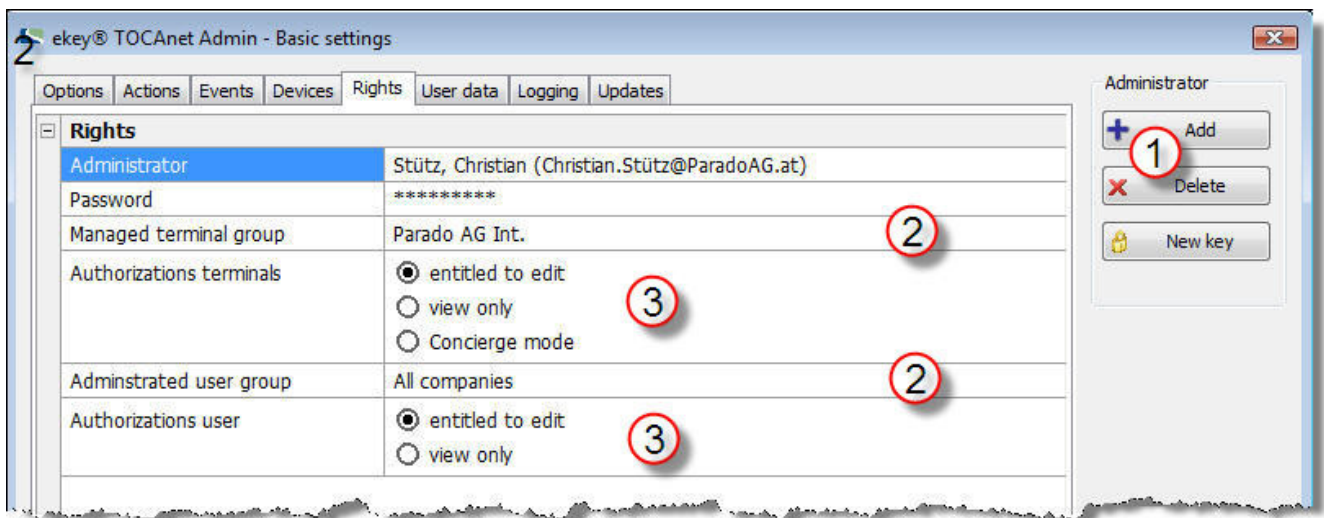 ekey® TOCAnet Admin - Basic settings
2
Options Actions Events Devices Rights User data Logging Updates
Administrator
Rights
Add
1
Administrator Stütz, Christian (Christian.Stütz@ParadoAG.at)
Password *********
Delete
Managed terminal group Parado AG Int. 2
New key
Authorizations terminals entitled to edit
view only 3
Concierge mode
Adminstrated user group All companies 2
Authorizations user entitled to edit
view only 3